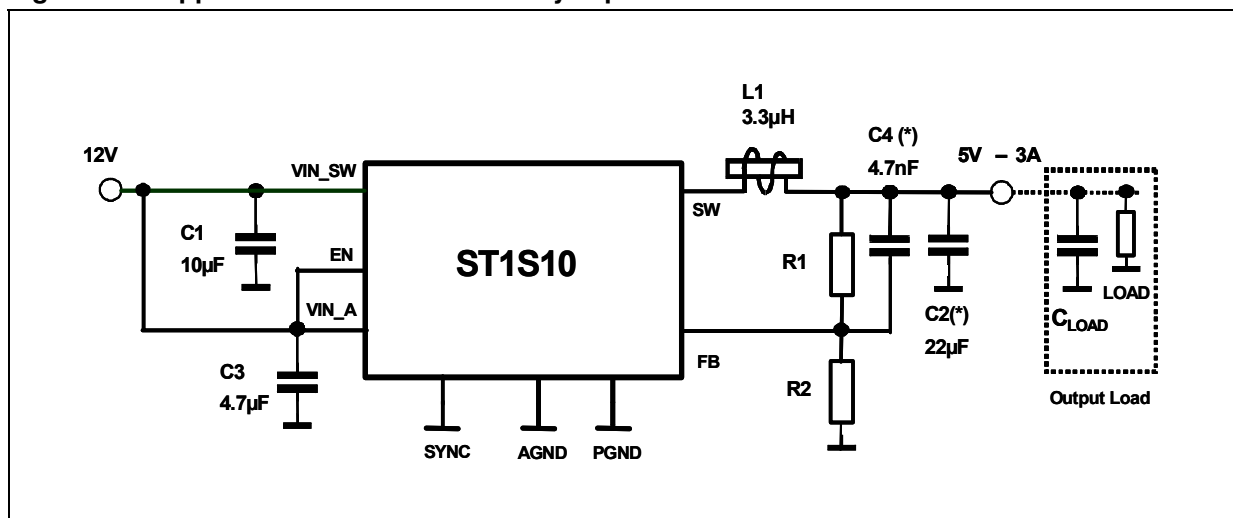 L1
3.3µH
C4 (*)
4.7nF
5V – 3A
12V
VIN_SW
SW
C1
10µF
EN
ST1S10
R1
VIN_A
LOAD
C2(*)
22µF
CLOAD
FB
C3
4.7µF
R2
Output Load
SYNC
AGND
PGND